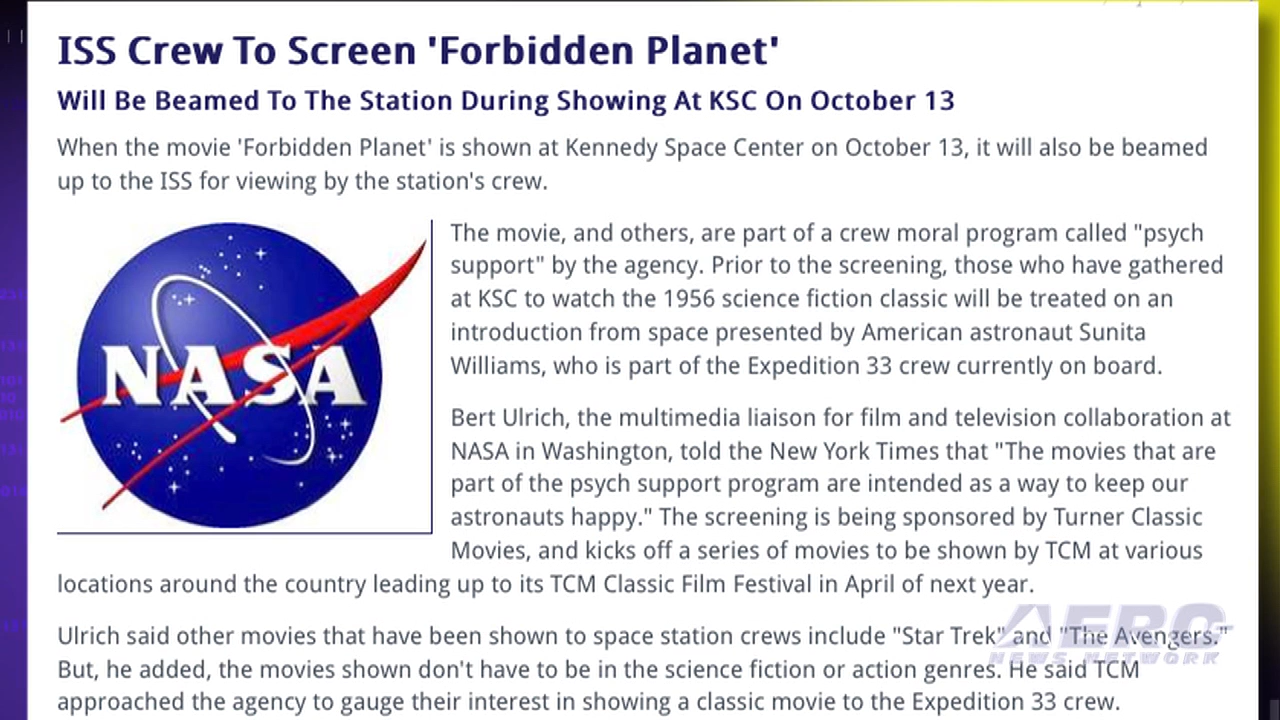 ISS Crew To Screen 'Forbidden Planet'
Will Be Beamed To The Station During Showing At KSC On October 13
When the movie 'Forbidden Planet' is shown at Kennedy Space Center on October 13, it will also be beamed
up to the ISS for viewing by the station's crew.
NASA
The movie, and others, are part of a crew moral program called "psych
support" by the agency. Prior to the screening, those who have gathered
at KSC to watch the 1956 science fiction classic will be treated on an
introduction from space presented by American astronaut Sunita
Williams, who is part of the Expedition 33 crew currently on board.
Bert Ulrich, the multimedia liaison for film and television collaboration at
NASA in Washington, told the New York Times that "The movies that are
part of the psych support program are intended as a way to keep our
astronauts happy." The screening is being sponsored by Turner Classic
Movies, and kicks off a series of movies to be shown by TCM at various
locations around the country leading up to its TCM Classic Film Festival in April of next year.
Ulrich said other movies that have been shown to space station crews include "Star Trek" and "The Avengers."
But, he added, the movies shown don't have to be in the science fiction or action genres. He said TCM
approached the agency to gauge their interest in showing a classic movie to the Expedition 33 crew.
AERO
NEWS NETWORK